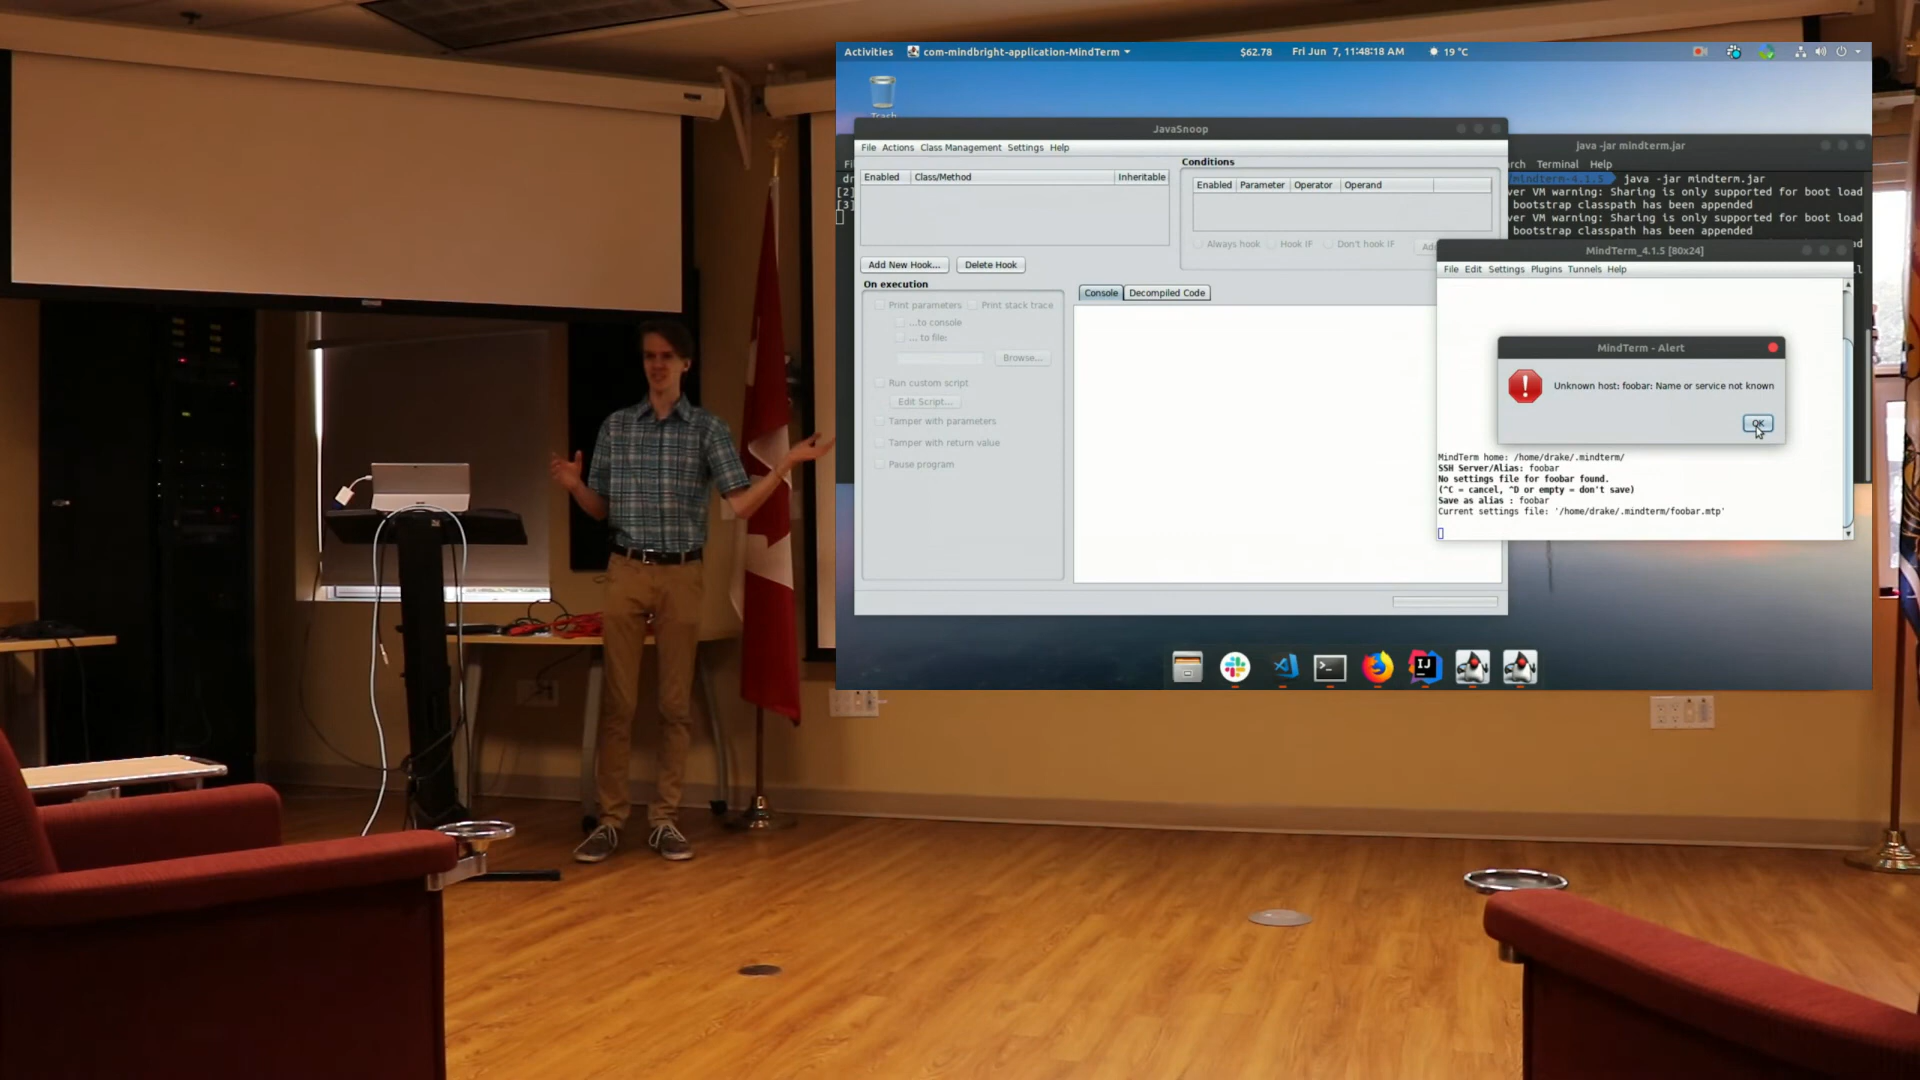 Activities com-mindbright-application-MindTerm $62.78 Fri Jun 7, 11:48:18 AM 19 °C
Trash
JavaSnoop
File Actions Class Management Settings Help
Enabled Class/Method Inheritable
Conditions
Enabled Parameter Operator Operand
Always hook Hook IF Don't hook IF
Add New Hook... Delete Hook
On execution
Print parameters Print stack trace
...to console
... to file:
Browse...
Run custom script
Edit Script...
Tamper with parameters
Tamper with return value
Pause program
Console Decompiled Code
[2]
[3]
java -jar mindterm.jar
Terminal Help
/mindterm-4.1.5 java -jar mindterm.jar
ver VM warning: Sharing is only supported for boot load
bootstrap classpath has been appended
ver VM warning: Sharing is only supported for boot load
bootstrap classpath has been appended
MindTerm_4.1.5 [80x24]
File Edit Settings Plugins Tunnels Help
MindTerm - Alert
Unknown host: foobar: Name or service not known
OK
MindTerm home: /home/drake/.mindterm/
SSH Server/Alias: foobar
No settings file for foobar found.
(^C = cancel, ^D or empty = don't save)
Save as alias : foobar
Current settings file: '/home/drake/.mindterm/foobar.mtp'
IJ